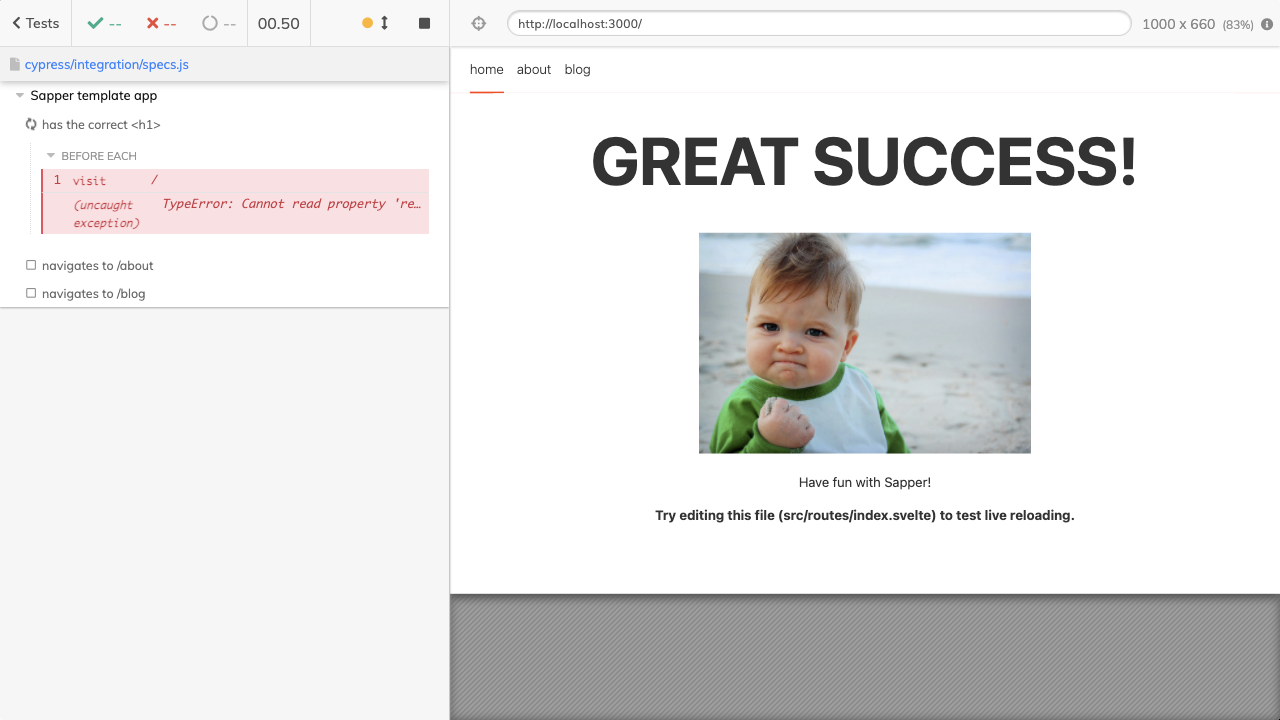 Tests -- -- -- 00.50
http://localhost:3000/ 1000 x 660 (83%)
cypress/integration/specs.js
Sapper template app
has the correct <h1>
BEFORE EACH
1 visit /
(uncaught exception) TypeError: Cannot read property 're…
navigates to /about
navigates to /blog
home about blog
GREAT SUCCESS!
Have fun with Sapper!
Try editing this file (src/routes/index.svelte) to test live reloading.